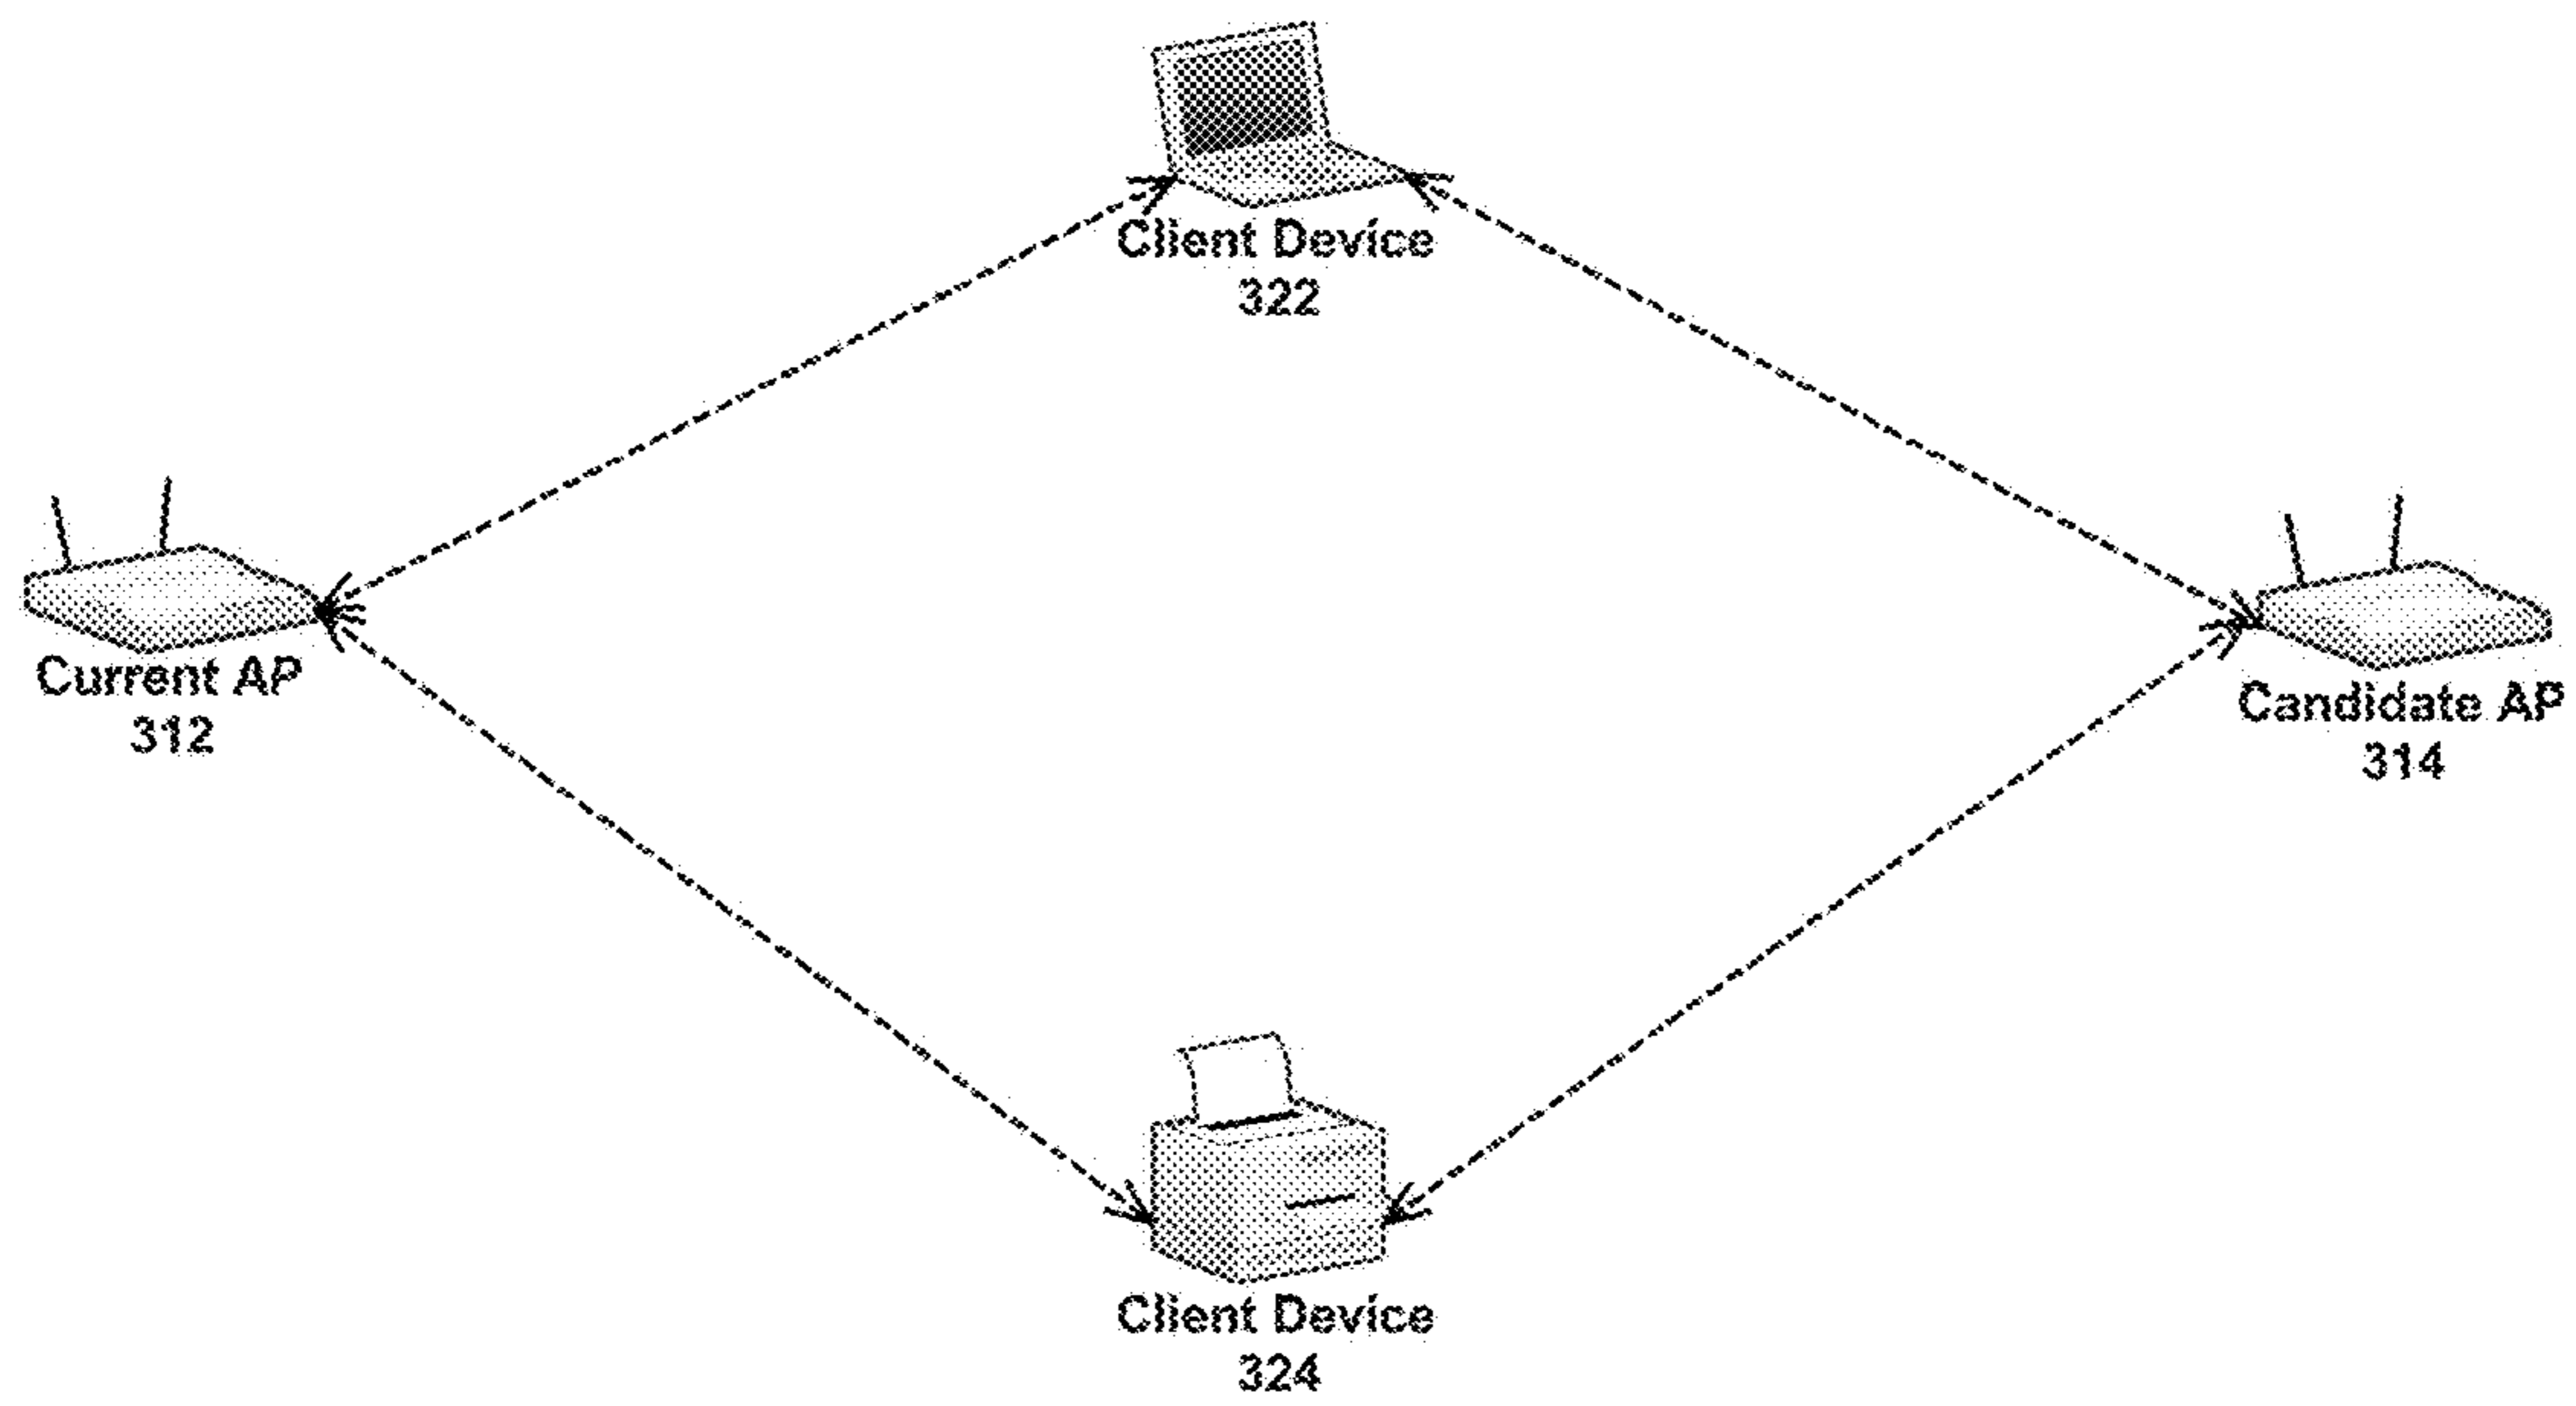 Client Device
322
Current AP
312
Candidate AP
314
Client Device
324